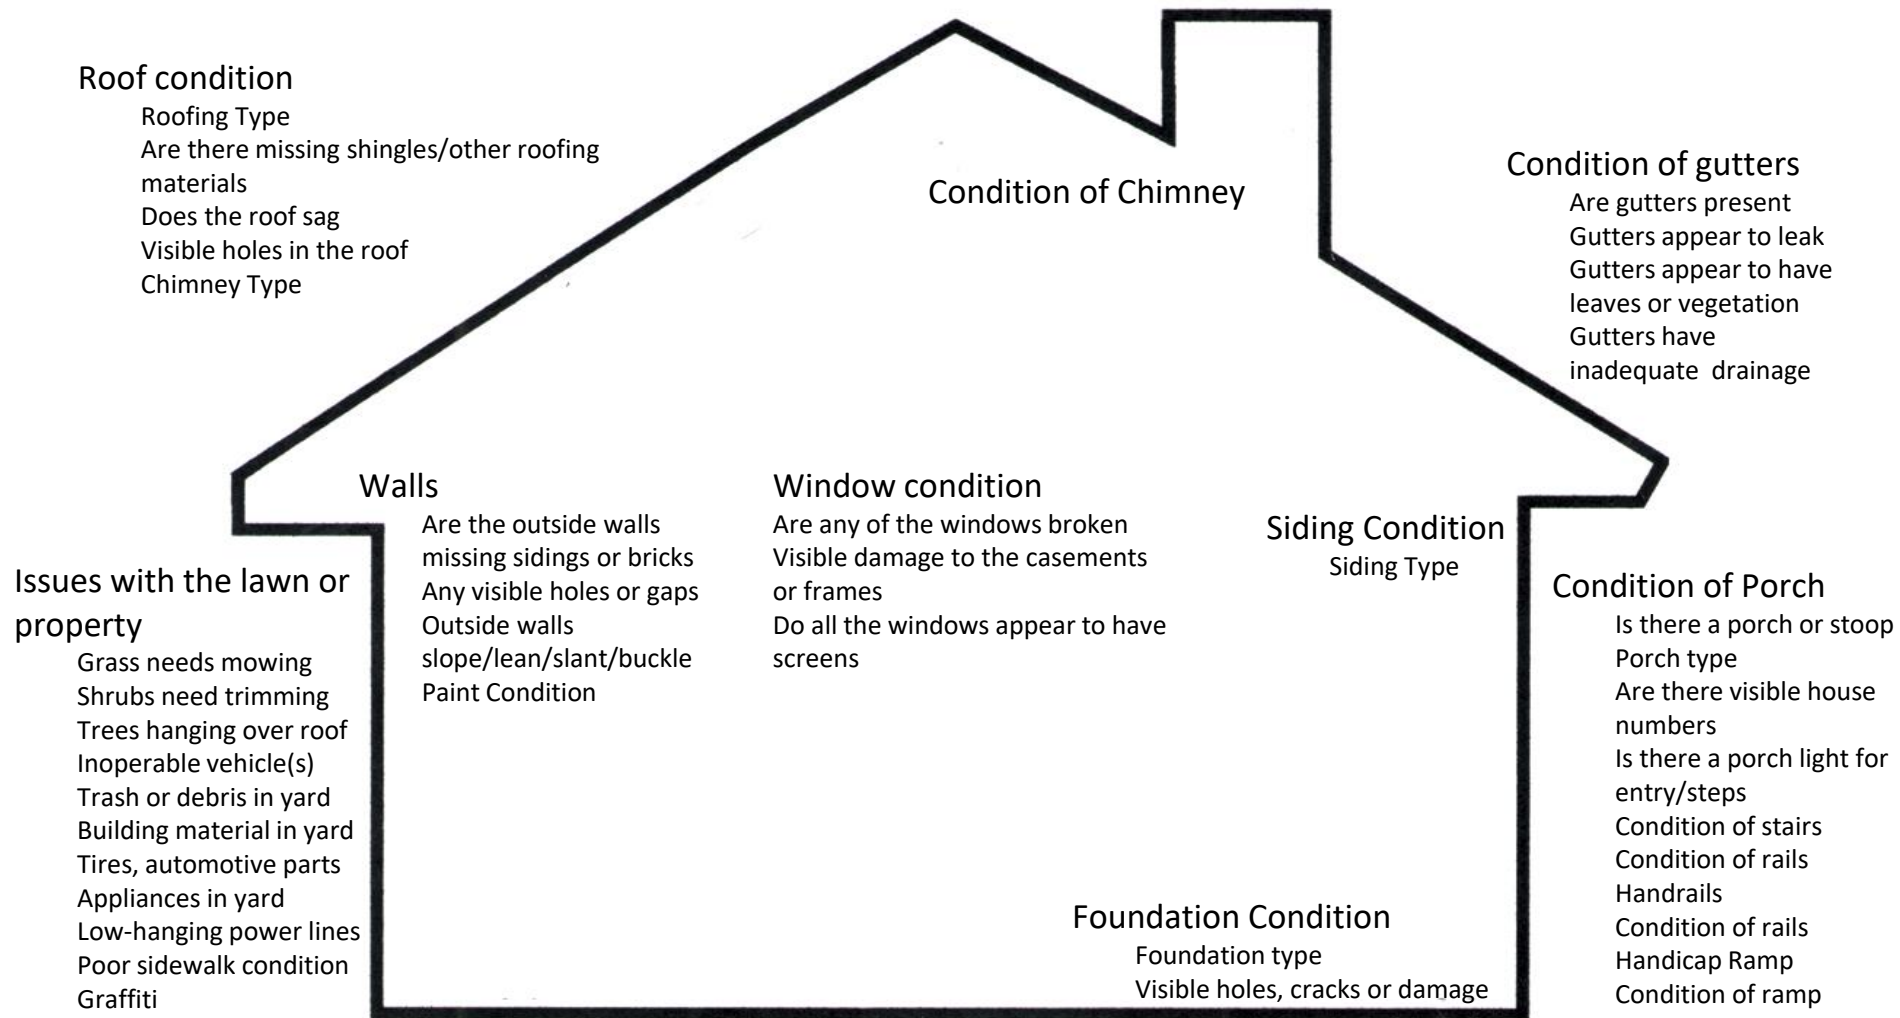 Roof condition
Roofing Type
Are there missing shingles/other roofing
materials
Does the roof sag
Visible holes in the roof
Chimney Type
Condition of Chimney
Condition of gutters
Are gutters present
Gutters appear to leak
Gutters appear to have
leaves or vegetation
Gutters have
inadequate  drainage
Walls
Are the outside walls
missing sidings or bricks
Any visible holes or gaps
Outside walls
slope/lean/slant/buckle
Paint Condition
Window condition
Are any of the windows broken
Visible damage to the casements
or frames
Do all the windows appear to have
screens
Siding Condition
Siding Type
Issues with the lawn or
property
Grass needs mowing
Shrubs need trimming
Trees hanging over roof
Inoperable vehicle(s)
Trash or debris in yard
Building material in yard
Tires, automotive parts
Appliances in yard
Low-hanging power lines
Poor sidewalk condition
Graffiti
Foundation Condition
Foundation type
Visible holes, cracks or damage
Condition of Porch
Is there a porch or stoop
Porch type
Are there visible house
numbers
Is there a porch light for
entry/steps
Condition of stairs
Condition of rails
Handrails
Condition of rails
Handicap Ramp
Condition of ramp